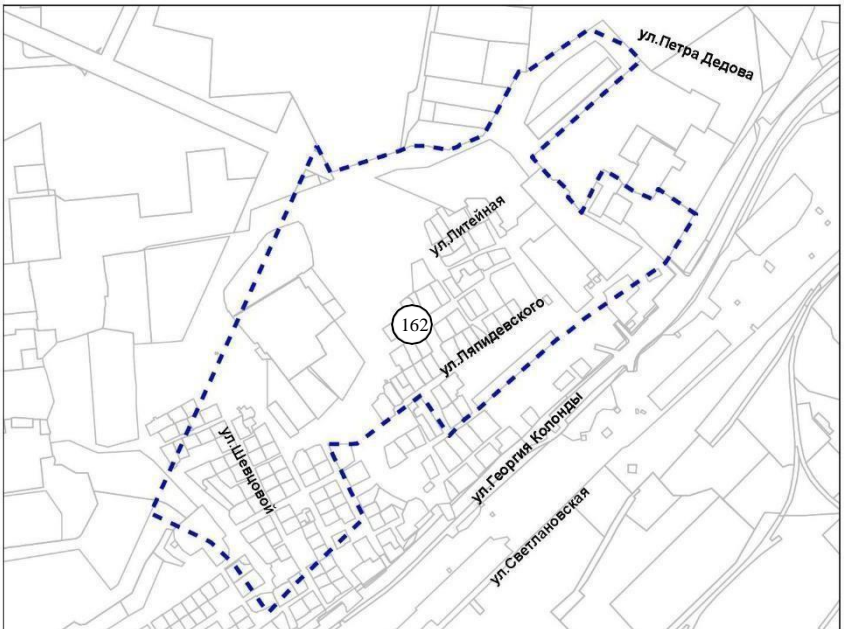 ул.Петра Дедова
ул.Литейная
162
ул.Ляпидевского
ул.Георгия Колонды
ул.Шевцовой
ул.Светлановская